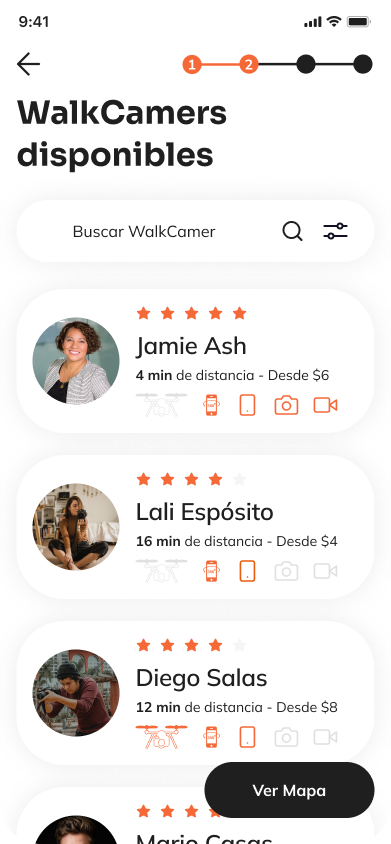 9:41
1 2
WalkCamers
disponibles
Buscar WalkCamer
Jamie Ash
4 min de distancia - Desde $6
Lali Espósito
16 min de distancia - Desde $4
Diego Salas
12 min de distancia - Desde $8
Ver Mapa
Mario Casas